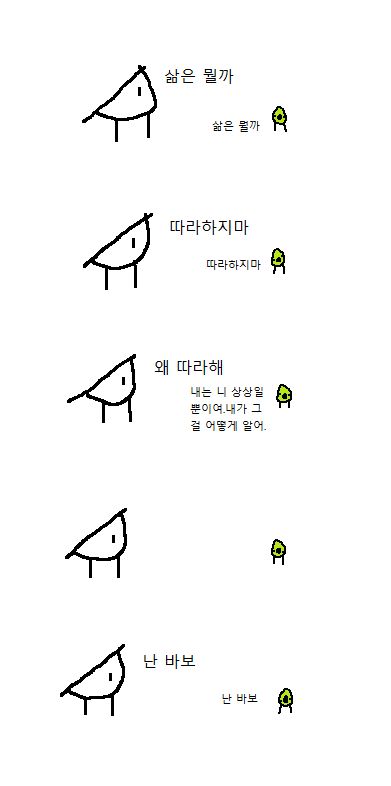 삶은 뭘까
삶은 뭘까
따라하지마
따라하지마
왜 따라해
내는 니 상상일
뿐이여.내가 그
걸 어떻게 알어.
난 바보
난 바보